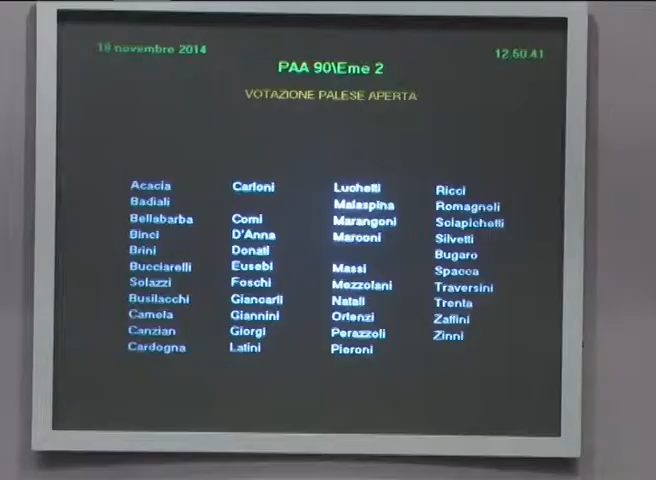 18 novembre 2014
12.50.41
PAA 90\Eme 2
VOTAZIONE PALESE APERTA
Acacia
Badiali
Bellabarba
Binci
Brini
Bucciarelli
Solazzi
Busilacchi
Camela
Canzian
Cardogna
Carloni
Comi
D'Anna
Donati
Eusebi
Foschi
Giancarli
Giannini
Giorgi
Latini
Luchetti
Malaspina
Marangoni
Marconi
Massi
Mezzolani
Natali
Ortenzi
Perazzoli
Pieroni
Ricci
Romagnoli
Sciapichetti
Silvetti
Bugaro
Spacca
Traversini
Trenta
Zaffini
Zinni